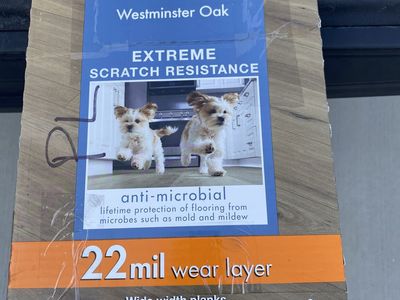 Westminster Oak
EXTREME
SCRATCH RESISTANCE
PL
anti-microbial
lifetime protection of flooring from
microbes such as mold and mildew
22mil wear layer
Wide width planks